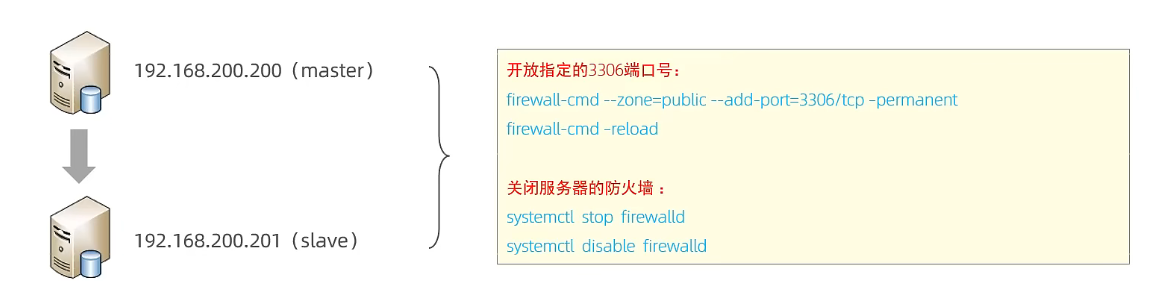 192.168.200.200（master）
开放指定的3306端口号：
firewall-cmd --zone=public --add-port=3306/tcp -permanent
firewall-cmd -reload
关闭服务器的防火墙：
systemctl stop firewalld
systemctl disable firewalld
192.168.200.201（slave）